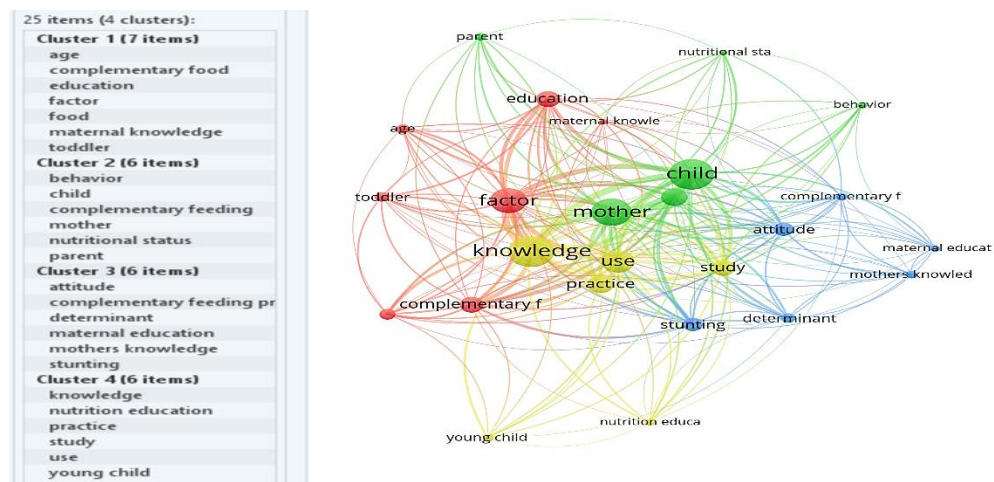 25 items (4 clusters):
Cluster 1 (7 items)
age
complementary food
education
factor
food
maternal knowledge
toddler
Cluster 2 (6 items)
behavior
child
complementary feeding
mother
nutritional status
parent
Cluster 3 (6 items)
attitude
complementary feeding pr
determinant
maternal education
mothers knowledge
stunting
Cluster 4 (6 items)
knowledge
nutrition education
practice
study
use
young child
parent
nutritional sta
education
behavior
maternal knowle
age
child
toddler
factor
complementary f
mother
attitude
knowledge
maternal educat
use
study
mothers knowled
practice
complementary f
stunting
determinant
nutrition educa
young child